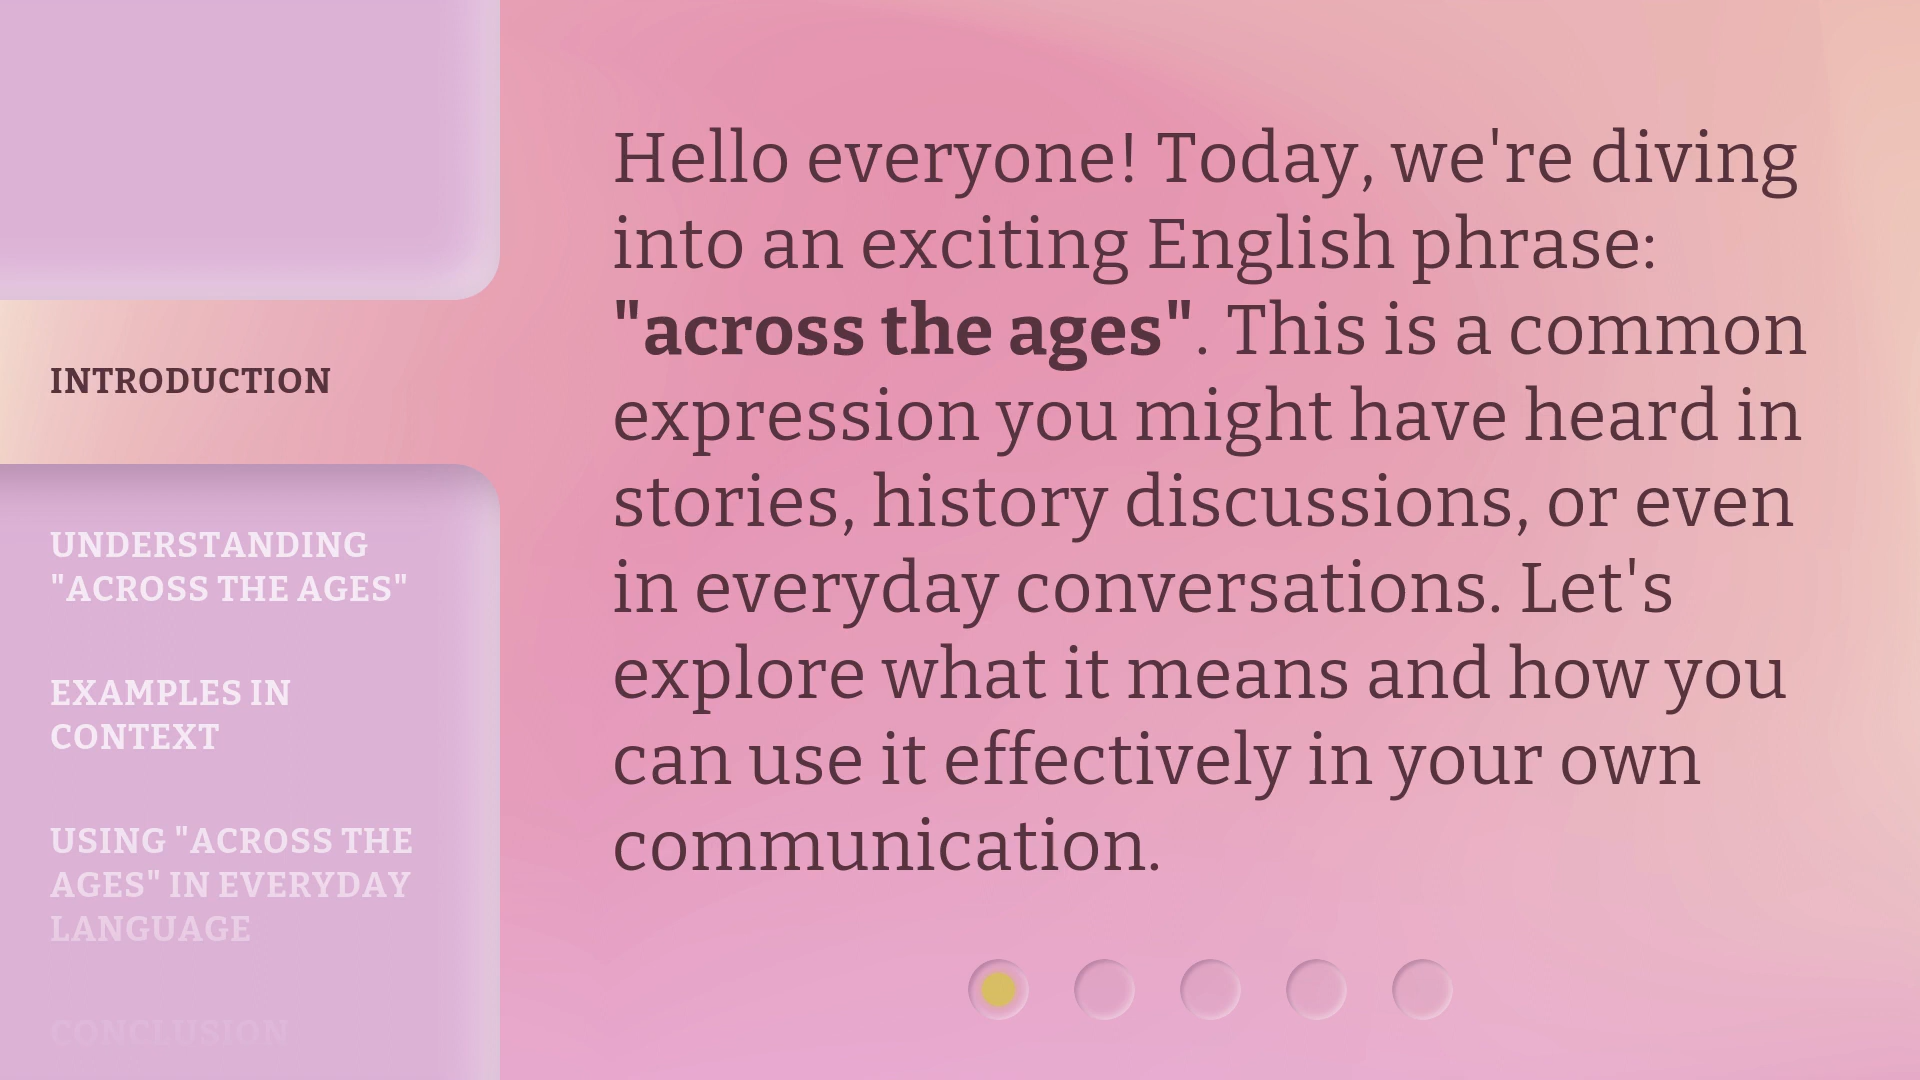 INTRODUCTION
UNDERSTANDING
"ACROSS THE AGES"
EXAMPLES IN
CONTEXT
USING "ACROSS THE
AGES" IN EVERYDAY
LANGUAGE
CONCLUSION
Hello everyone! Today, we're diving
into an exciting English phrase:
"across the ages". This is a common
expression you might have heard in
stories, history discussions, or even
in everyday conversations. Let's
explore what it means and how you
can use it effectively in your own
communication.